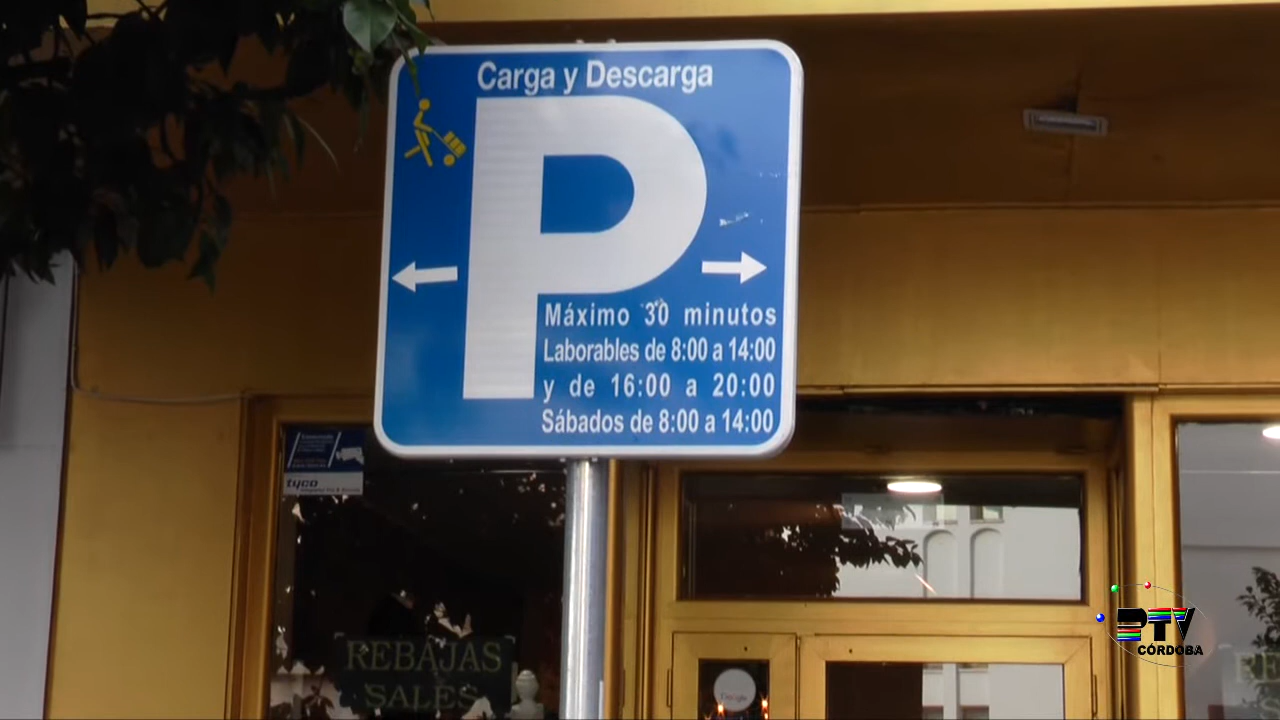 Carga y Descarga
P
Máximo 30 minutos
Laborables de 8:00 a 14:00
y de 16:00 a 20:00
Sábados de 8:00 a 14:00
tyco
REBAJAS
SALES
PTV
CÓRDOBA